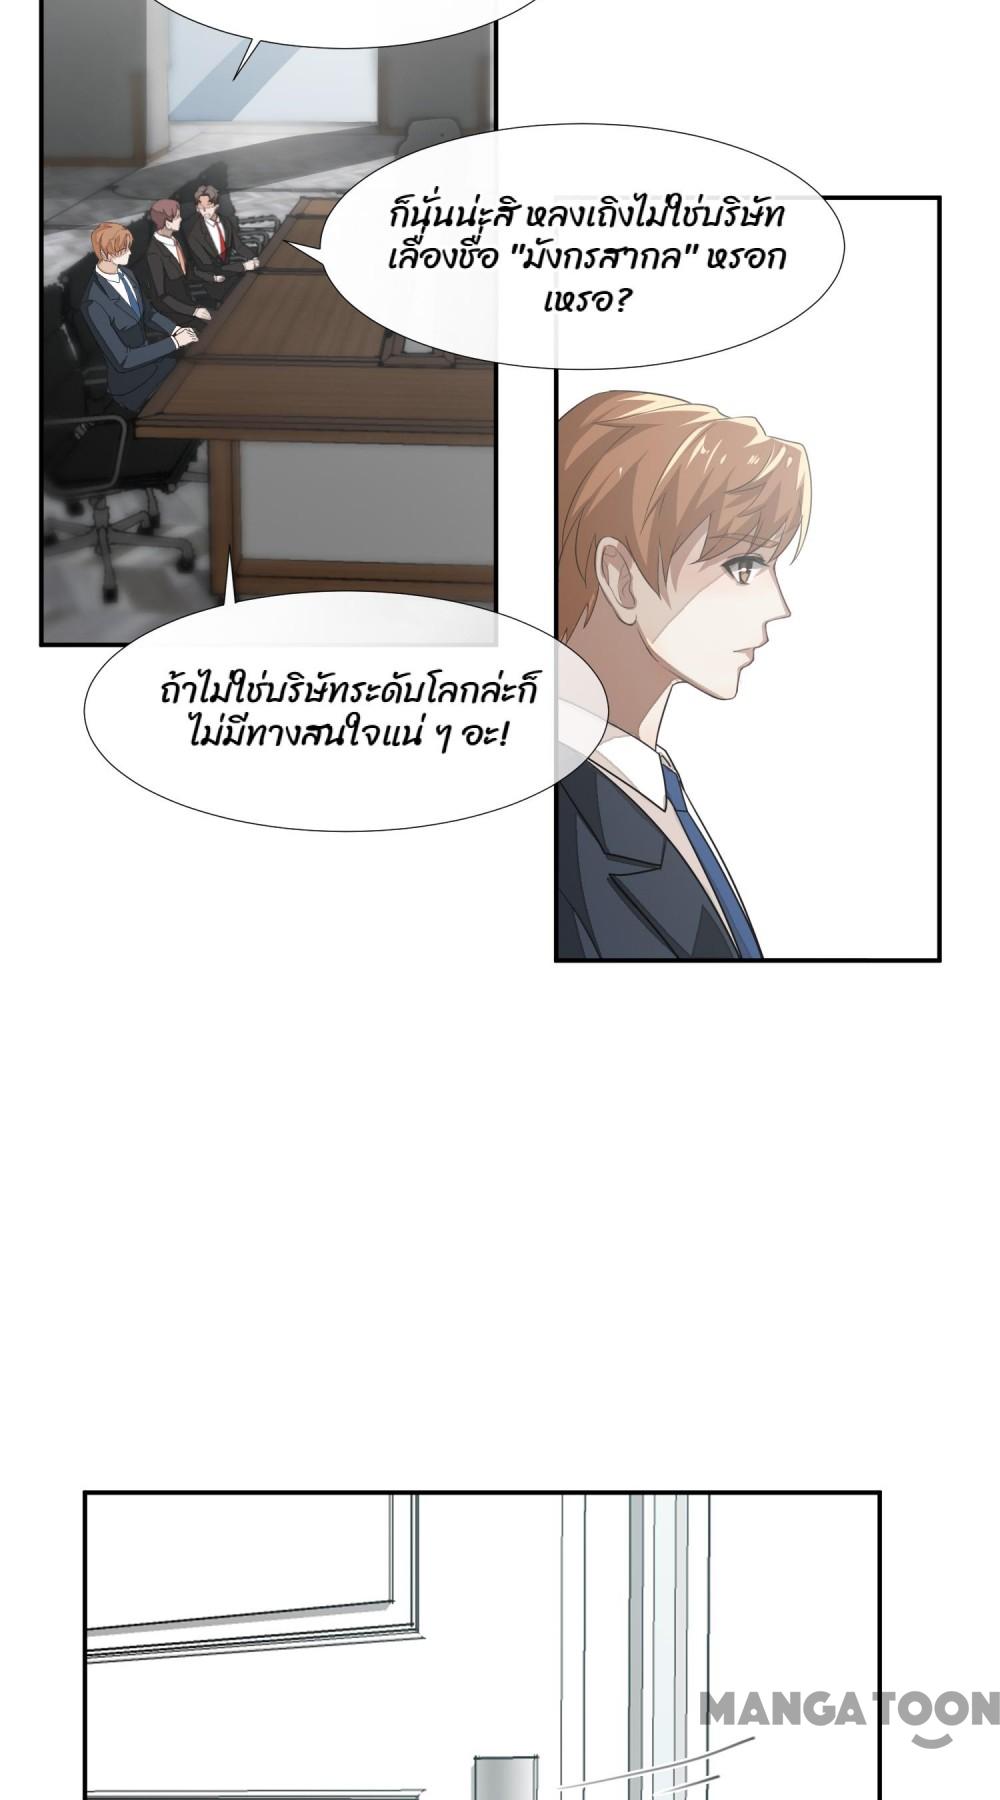 ก็นั่นน่ะสิ หลงเถิงไม่ใช่บริษัท
เลื่องชื่อ "มังกรสากล" หรอก
เหรอ?
ถ้าไม่ใช่บริษัทระดับโลกล่ะก็
ไม่มีทางสนใจแน่ ๆ อะ!
MANGATOON